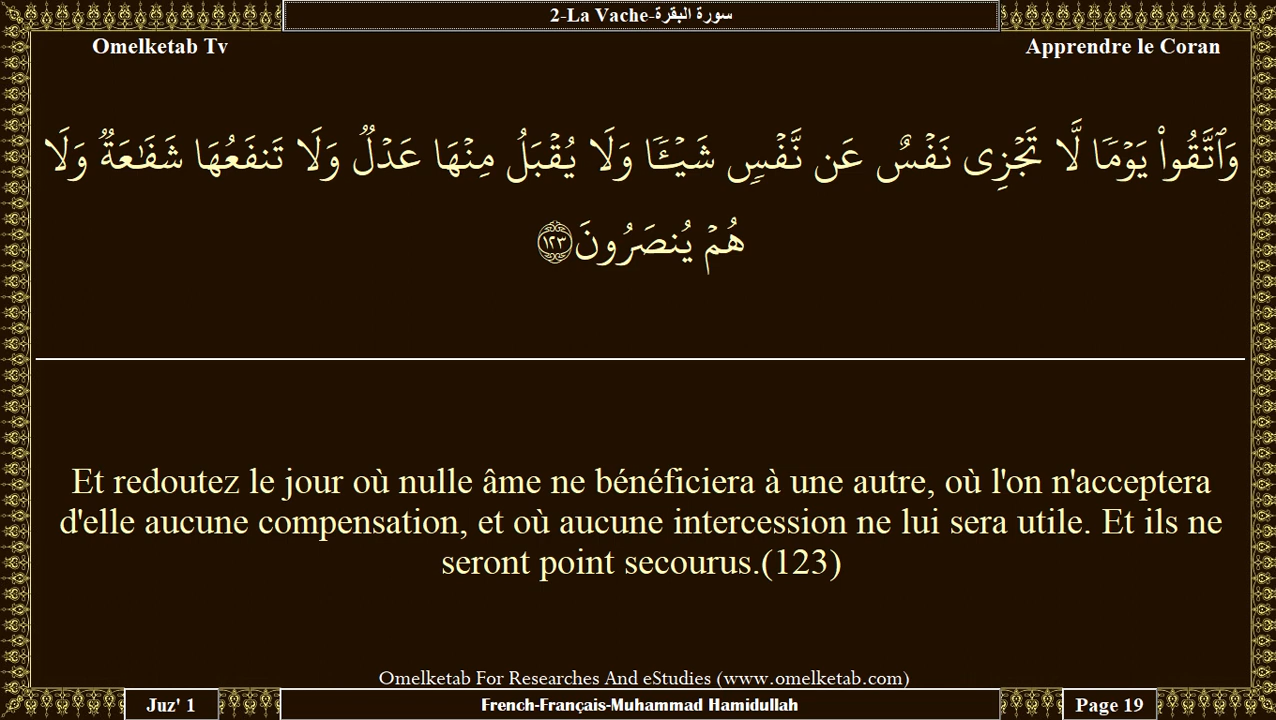 2-La Vache-سورة البقرة
Omelketab Tv
Apprendre le Coran
وَٱتَّقُوا۟ يَوْمًۭا لَّا تَجْزِى نَفْسٌ عَن نَّفْسٍۢ شَيْـًۭٔا وَلَا يُقْبَلُ مِنْهَا عَدْلٌۭ وَلَا تَنفَعُهَا شَفَـٰعَةٌۭ وَلَا
هُمْ يُنصَرُونَ ١٢٣
Et redoutez le jour où nulle âme ne bénéficiera à une autre, où l'on n'acceptera
d'elle aucune compensation, et où aucune intercession ne lui sera utile. Et ils ne
seront point secourus.(123)
Omelketab For Researches And eStudies (www.omelketab.com)
Juz' 1
French-Français-Muhammad Hamidullah
Page 19